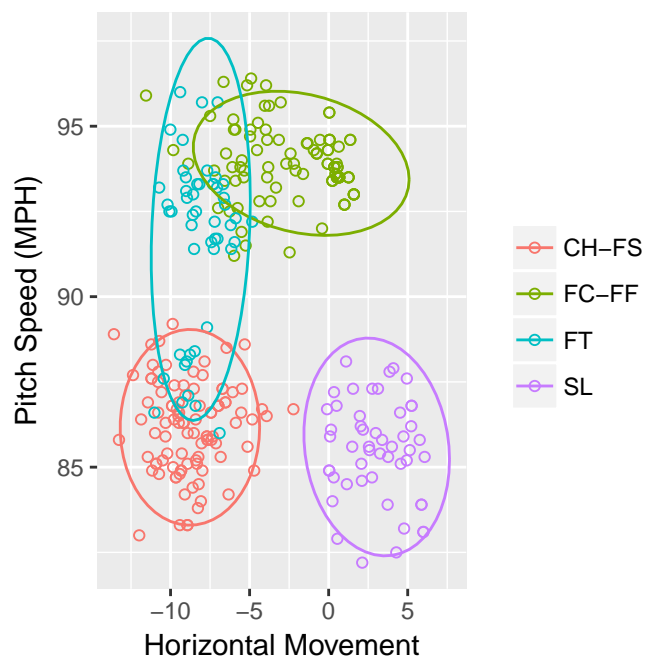 Pitch Speed (MPH)
95
90
85
−10
−5
0
5
Horizontal Movement
CH−FS
FC−FF
FT
SL